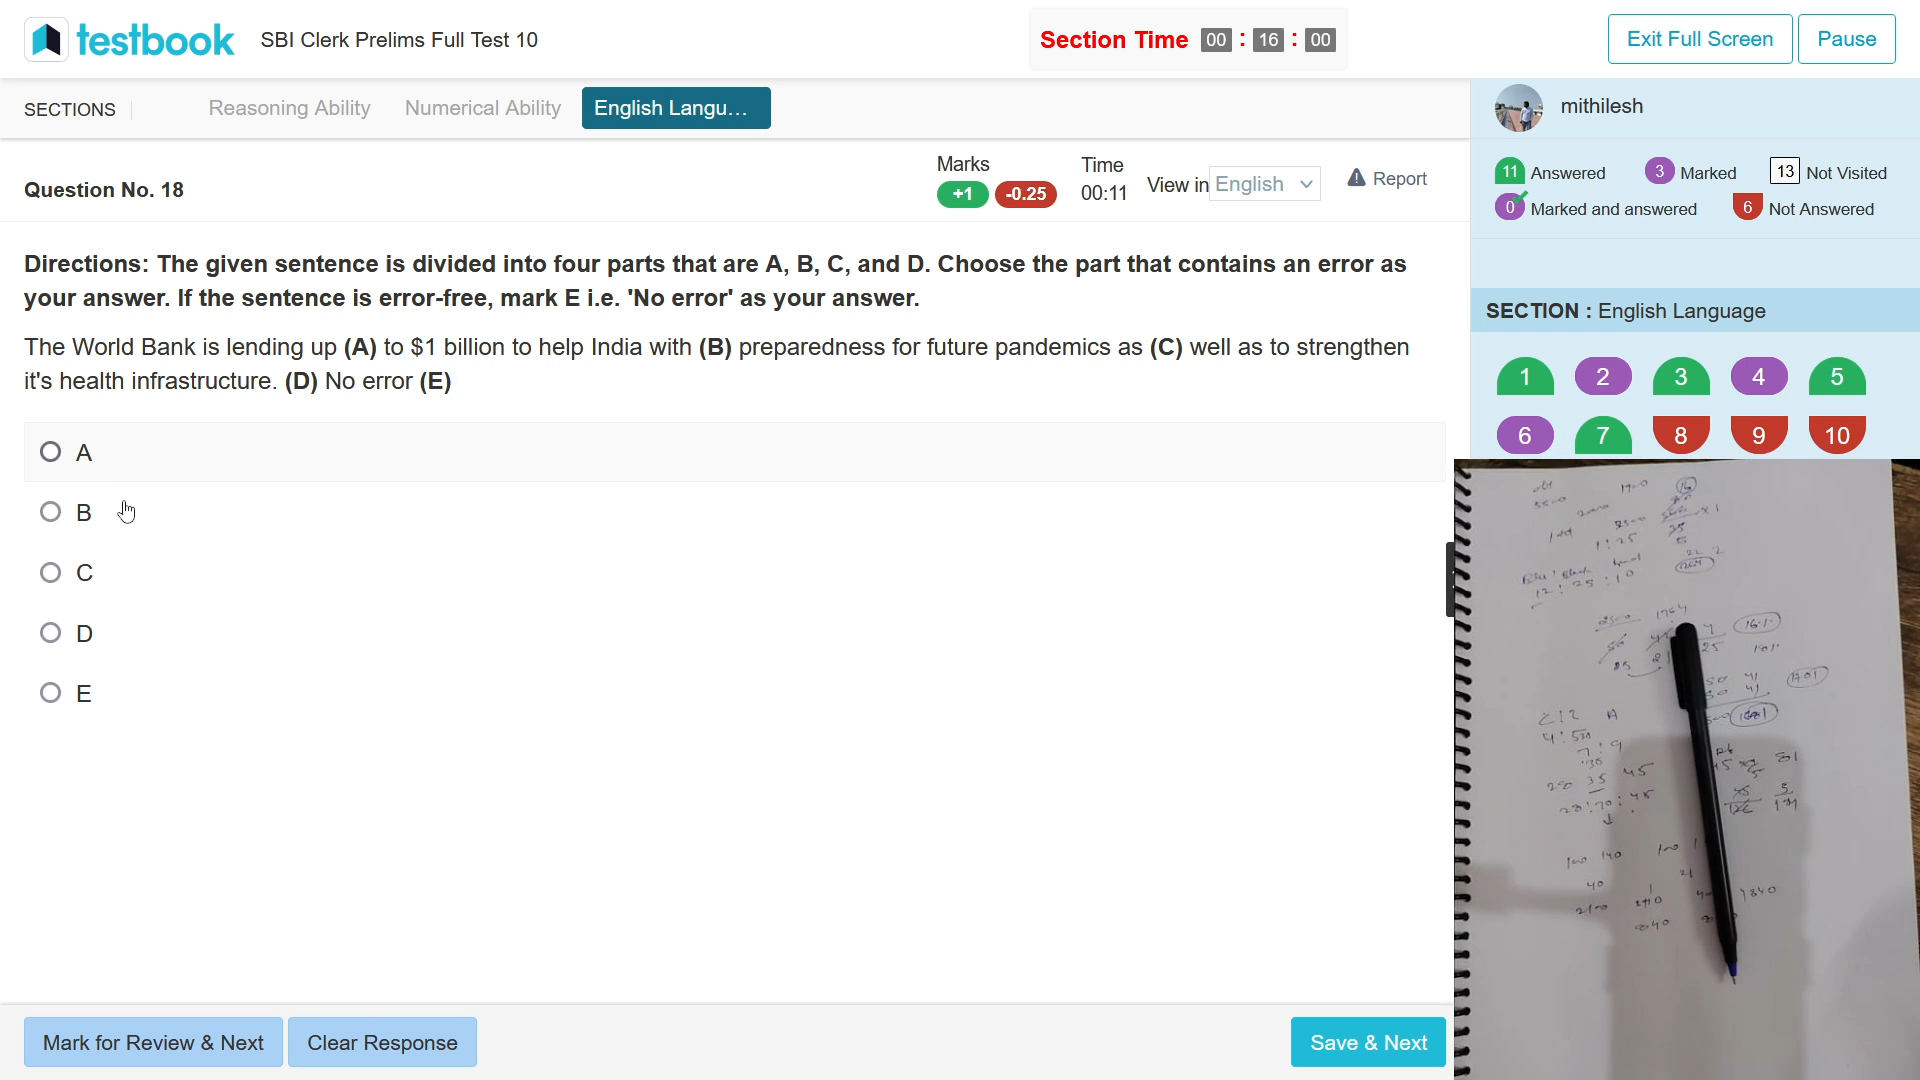 testbook SBI Clerk Prelims Full Test 10 Section Time 00 : 16 : 00 Exit Full Screen Pause
SECTIONS Reasoning Ability Numerical Ability English Langu... mithilesh
Question No. 18 Marks +1 -0.25 Time 00:11 View in English Report
11 Answered 3 Marked 13 Not Visited
0 Marked and answered 6 Not Answered
Directions: The given sentence is divided into four parts that are A, B, C, and D. Choose the part that contains an error as
your answer. If the sentence is error-free, mark E i.e. 'No error' as your answer.
The World Bank is lending up (A) to $1 billion to help India with (B) preparedness for future pandemics as (C) well as to strengthen
it's health infrastructure. (D) No error (E)
A
B
C
D
E
SECTION : English Language
1 2 3 4 5
6 7 8 9 10
Mark for Review & Next Clear Response Save & Next